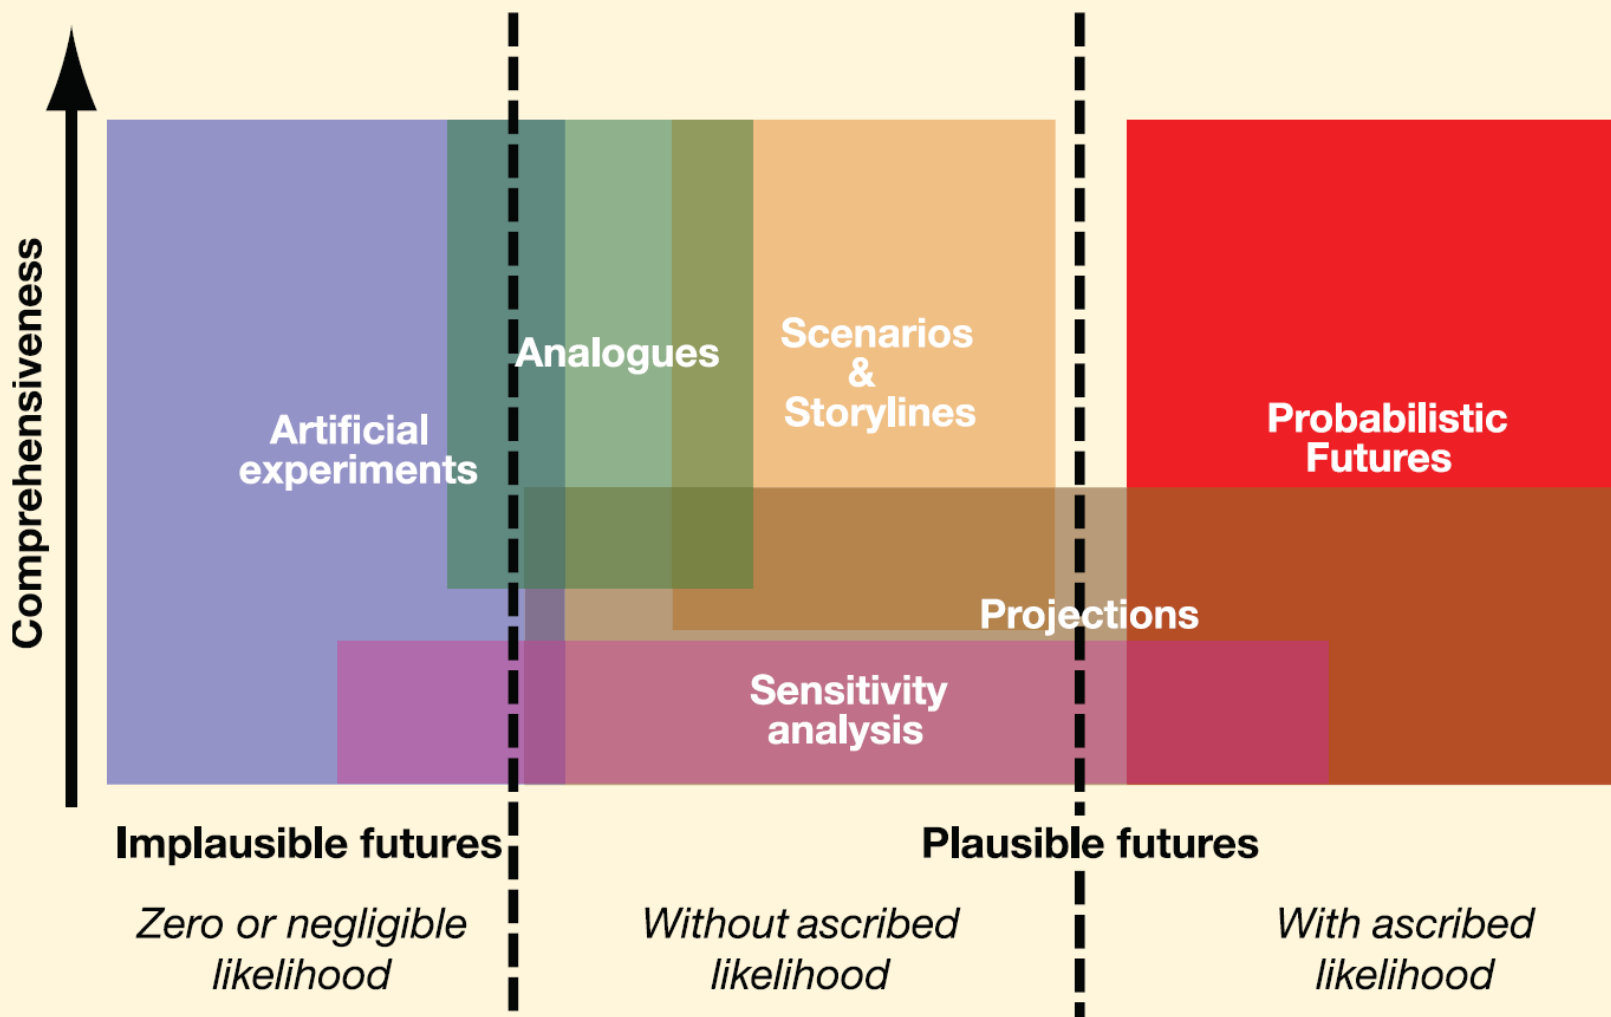 Comprehensiveness
Artificial
experiments
Analogues
Scenarios
&
Storylines
Probabilistic
Futures
Projections
Sensitivity
analysis
Implausible futures
Plausible futures
Zero or negligible
likelihood
Without ascribed
likelihood
With ascribed
likelihood